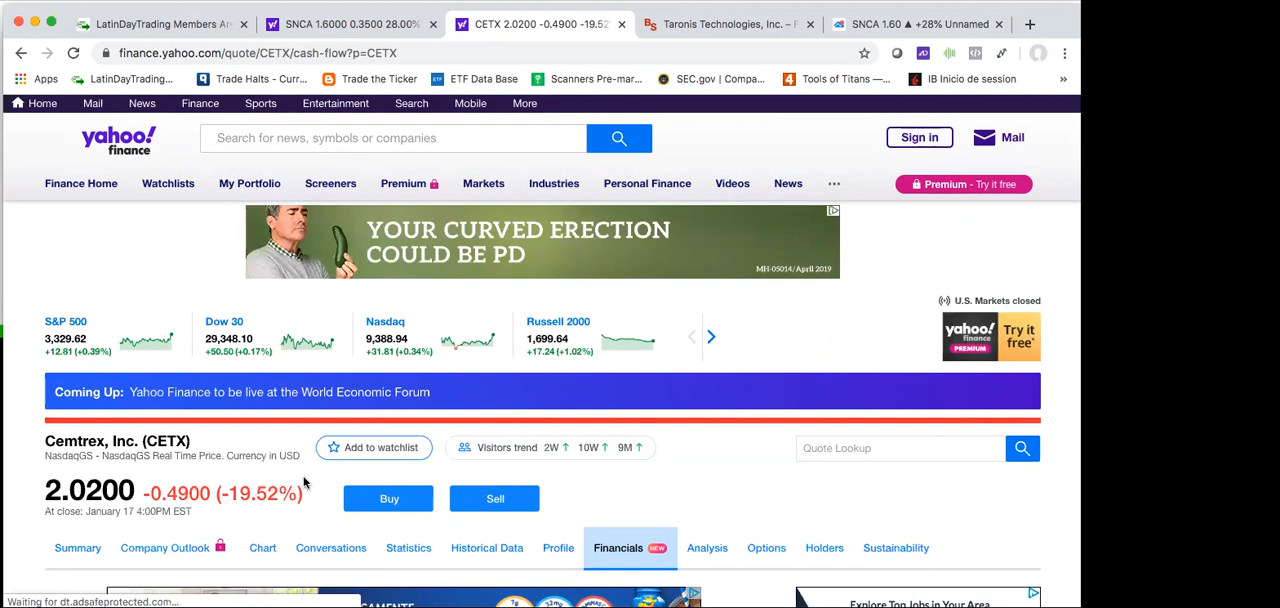 LatinDayTrading Members Are
SNCA 1.6000 0.3500 28.00%
CETX 2.0200 -0.4900 -19.52
Taronis Technologies, Inc. – F
SNCA 1.60 ▲ +28% Unnamed
finance.yahoo.com/quote/CETX/cash-flow?p=CETX
Apps LatinDayTrading... Trade Halts - Curr... Trade the Ticker ETF Data Base Scanners Pre-mar... SEC.gov | Compa... Tools of Titans —... IB Inicio de session »
Home Mail News Finance Sports Entertainment Search Mobile More
yahoo!
finance
Search for news, symbols or companies
Sign in Mail
Finance Home Watchlists My Portfolio Screeners Premium Markets Industries Personal Finance Videos News ... Premium - Try it free
YOUR CURVED ERECTION
COULD BE PD
MH-05014/April 2019
U.S. Markets closed
S&P 500
3,329.62
+12.81 (+0.39%)
Dow 30
29,348.10
+50.50 (+0.17%)
Nasdaq
9,388.94
+31.81 (+0.34%)
Russell 2000
1,699.64
+17.24 (+1.02%)
yahoo!
finance
PREMIUM
Try it
free*
Coming Up: Yahoo Finance to be live at the World Economic Forum
Cemtrex, Inc. (CETX)
NasdaqGS - NasdaqGS Real Time Price. Currency in USD
Add to watchlist
Visitors trend 2W ↑ 10W ↑ 9M ↑
Quote Lookup
2.0200 -0.4900 (-19.52%)
At close: January 17 4:00PM EST
Buy Sell
Summary Company Outlook Chart Conversations Statistics Historical Data Profile Financials NEW Analysis Options Holders Sustainability
Explore Top Jobs in Your Area
Waiting for dt.adsafeprotected.com...